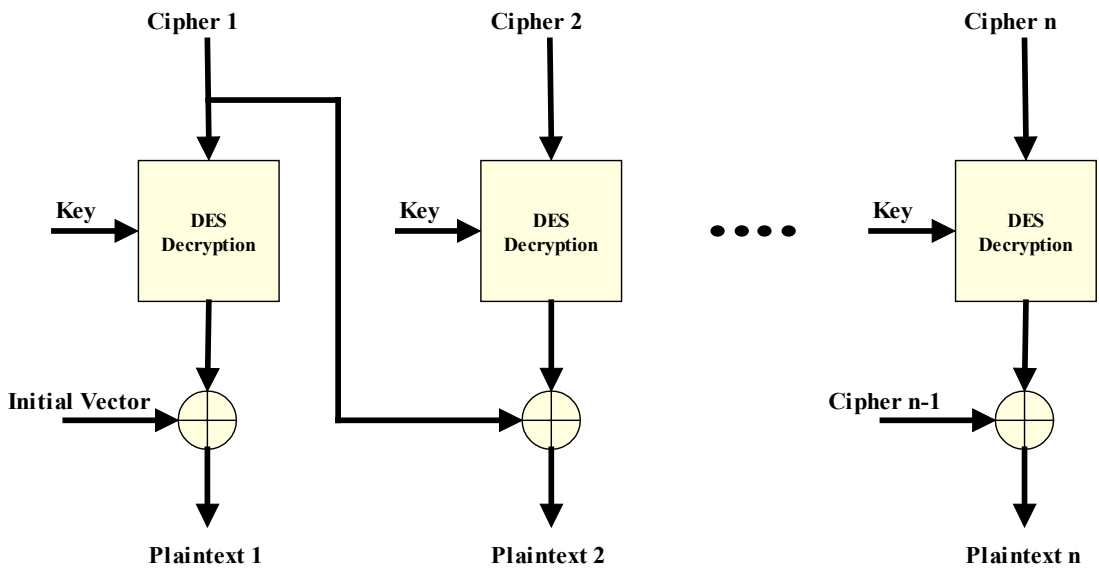 Cipher 1
Cipher 2
Cipher n
Key
DES
Decryption
Key
DES
Decryption
Key
DES
Decryption
Initial Vector
Cipher n-1
Plaintext 1
Plaintext 2
Plaintext n